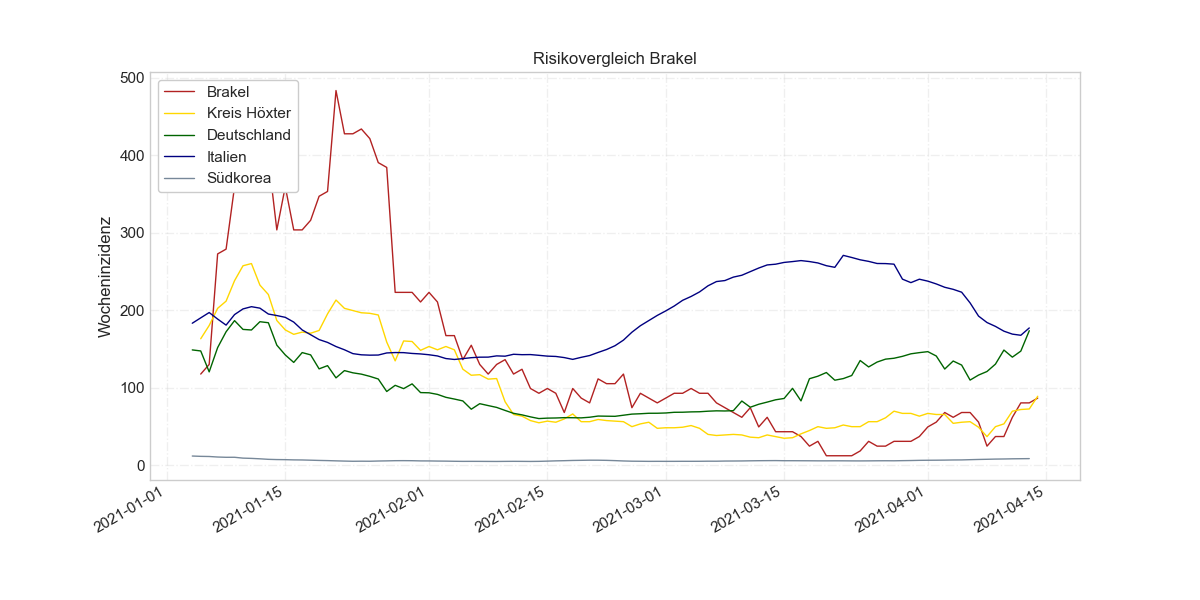 Risikovergleich Brakel
Wocheninzidenz
500
400
300
200
100
0
Brakel
Kreis Höxter
Deutschland
Italien
Südkorea
2021-01-01
2021-01-15
2021-02-01
2021-02-15
2021-03-01
2021-03-15
2021-04-01
2021-04-15